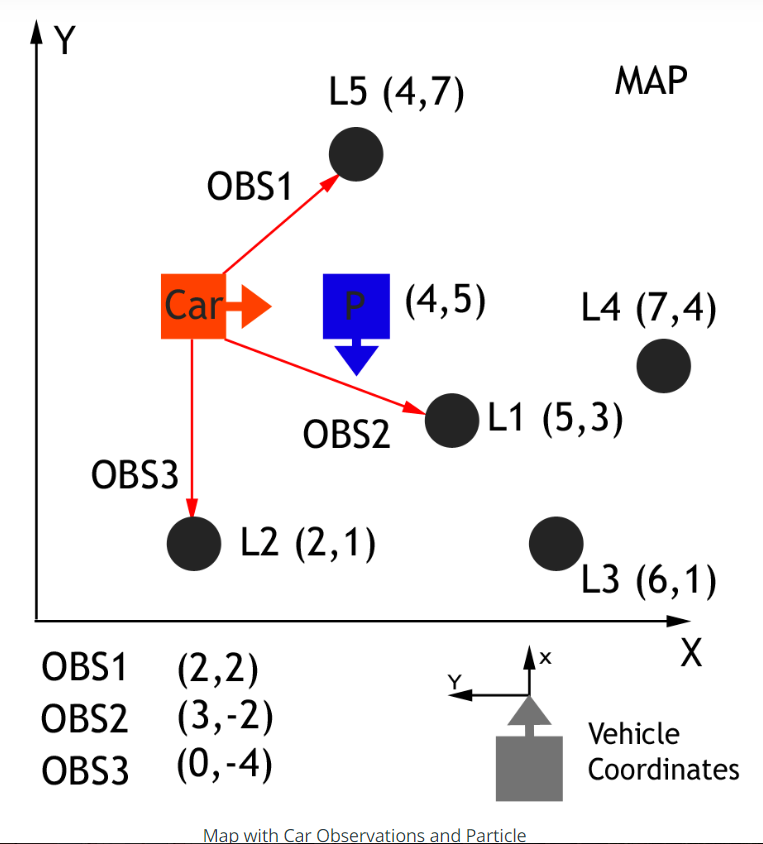 Y
L5 (4,7)
MAP
OBS1
Car
P
(4,5)
L4 (7,4)
OBS2
L1 (5,3)
OBS3
L2 (2,1)
L3 (6,1)
X
OBS1 (2,2)
OBS2 (3,-2)
OBS3 (0,-4)
x
Y
Vehicle
Coordinates
Map with Car Observations and Particle